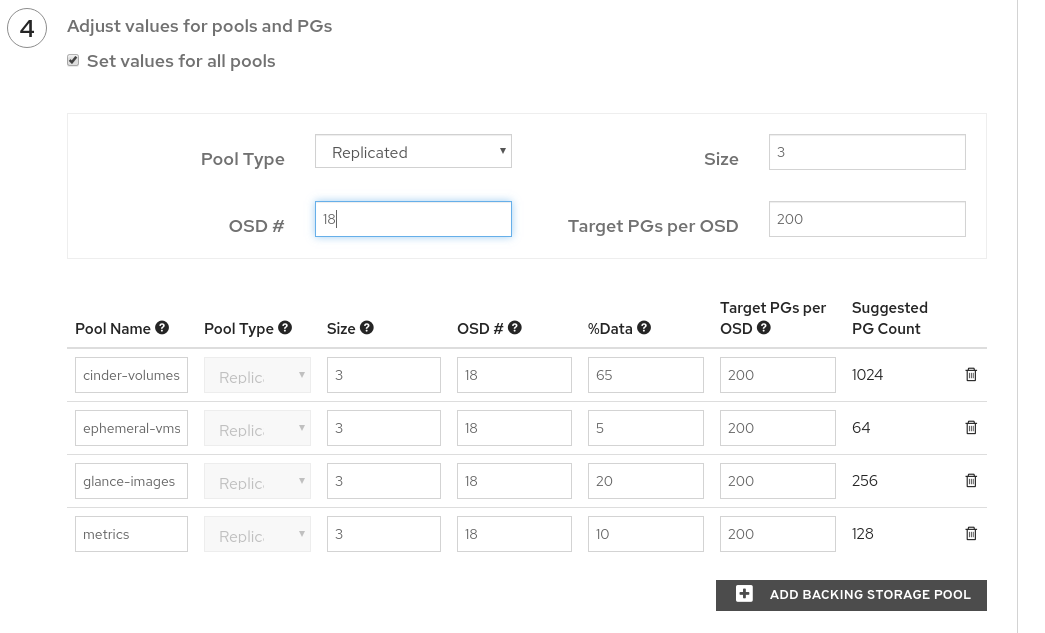 4 Adjust values for pools and PGs
Set values for all pools
Pool Type Replicated Size 3
OSD # 18 Target PGs per OSD 200
Pool Name Pool Type Size OSD # %Data Target PGs per OSD Suggested PG Count
cinder-volumes Replic 3 18 65 200 1024
ephemeral-vms Replic 3 18 5 200 64
glance-images Replic 3 18 20 200 256
metrics Replic 3 18 10 200 128
ADD BACKING STORAGE POOL